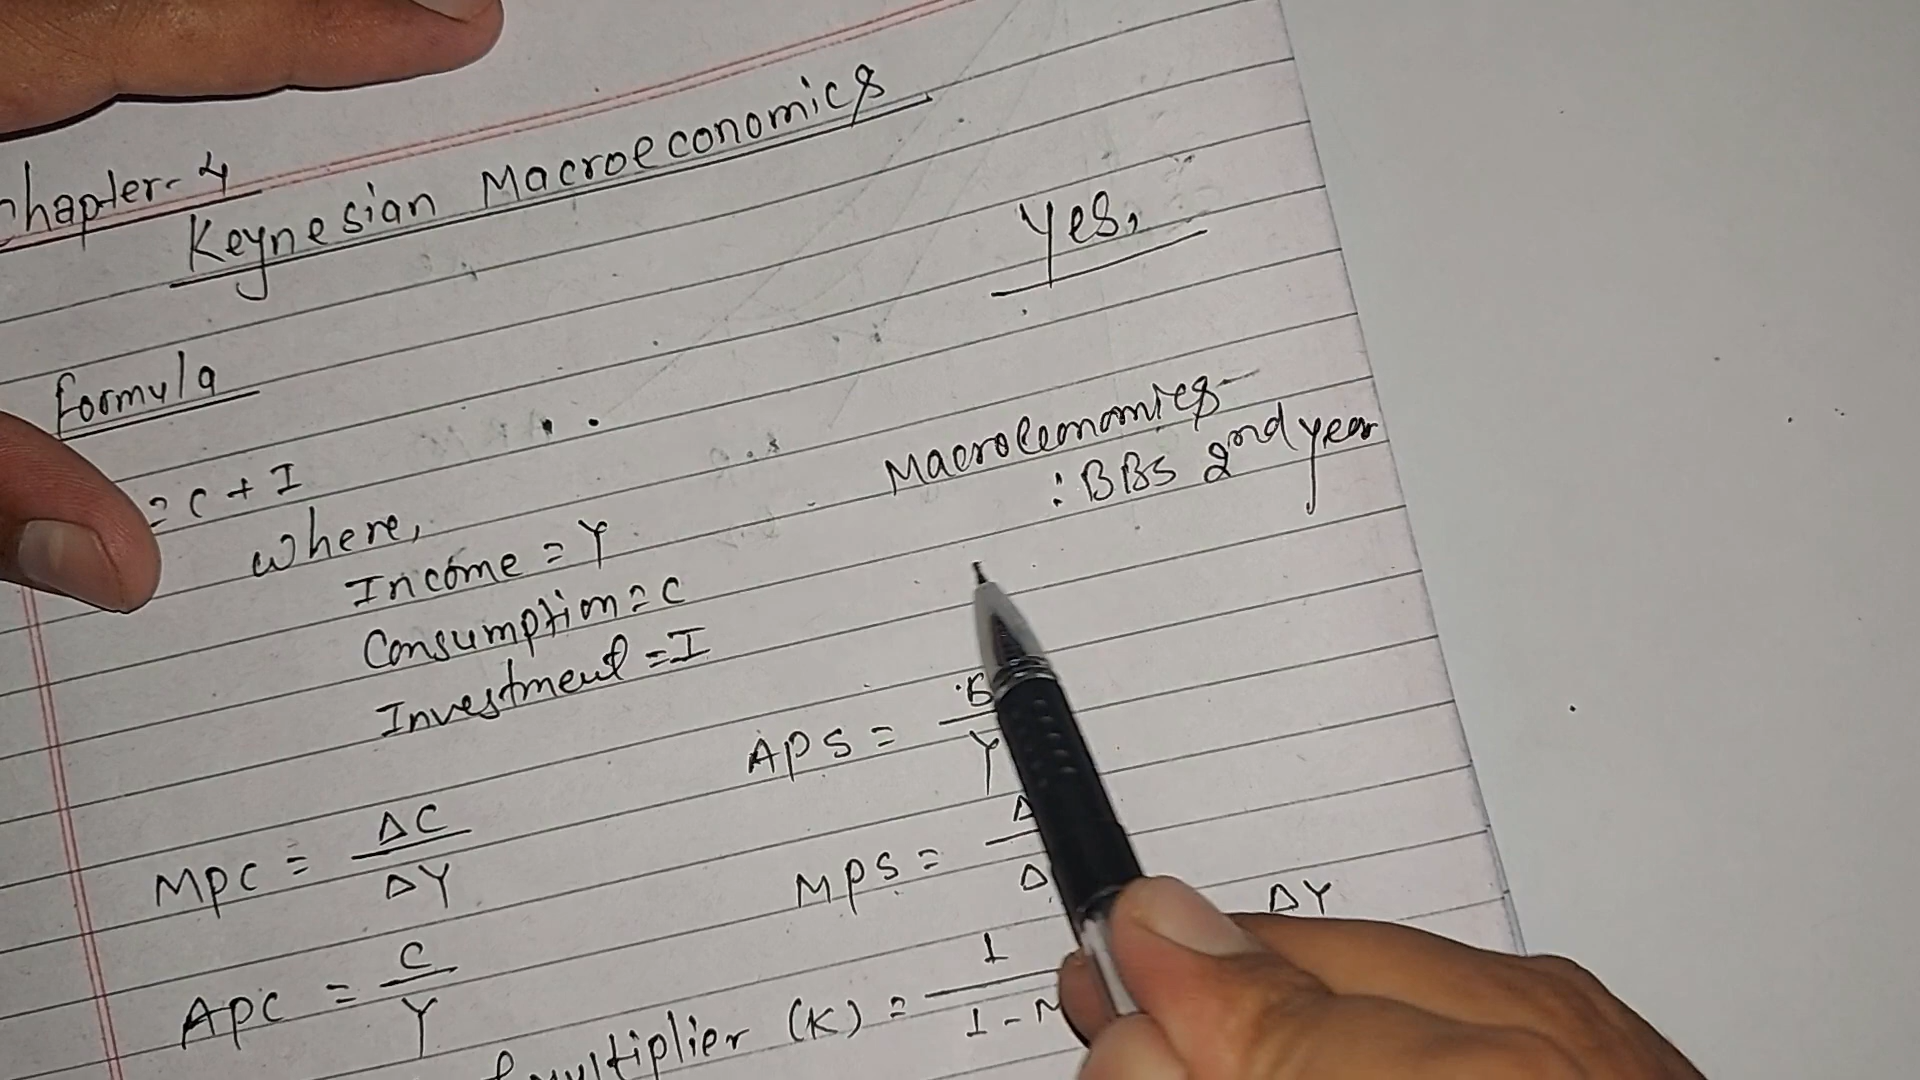 Chapter-4
Keynesian Macroeconomics
Yes,
formula
= C + I
where,
Income = Y
Consumption = C
Investment = I
Macroeconomics
: BBS 2nd year
MPC = ΔC / ΔY
APS = S / Y
MPS = Δ / Δ
APC = C / Y
multiplier (K) = 1 / 1 - M
ΔY